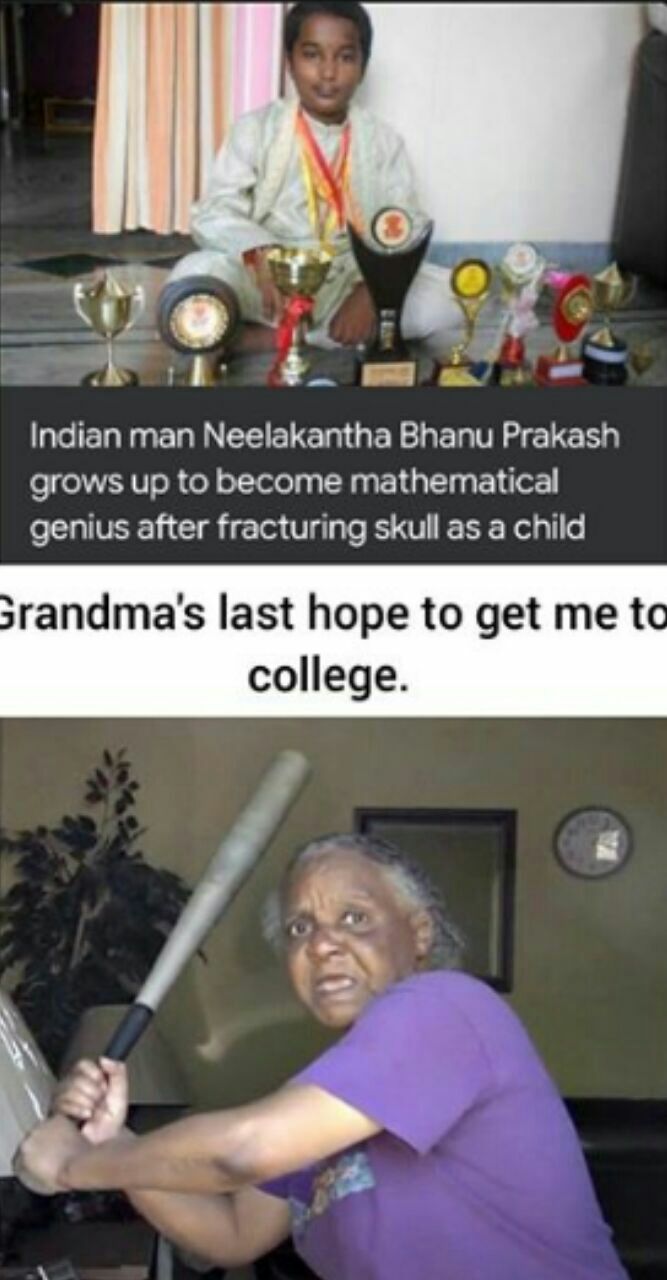 Indian man Neelakantha Bhanu Prakash
grows up to become mathematical
genius after fracturing skull as a child
Grandma's last hope to get me to
college.